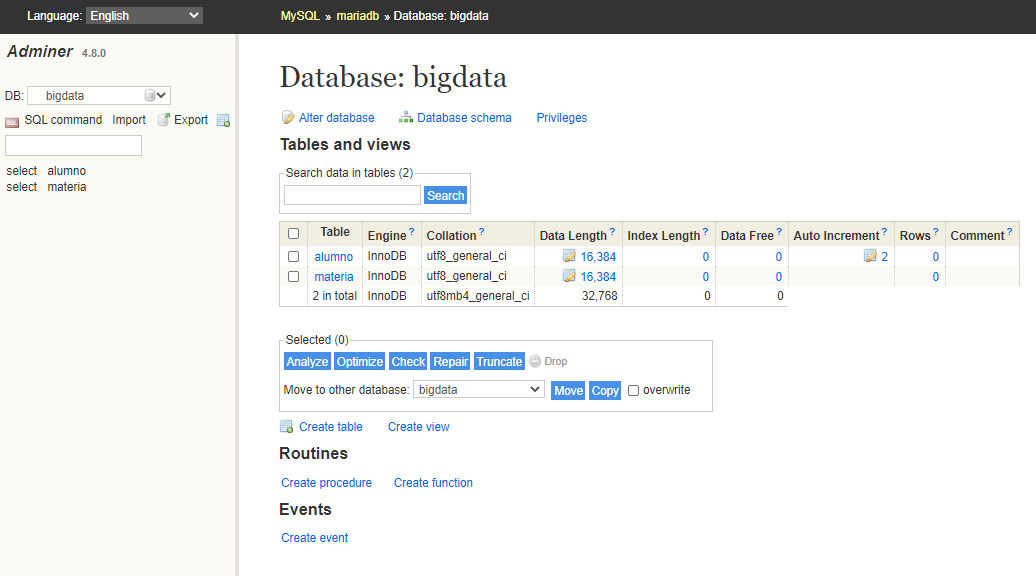 Language: English MySQL » mariadb » Database: bigdata
Adminer 4.8.0
DB: bigdata
SQL command Import Export
select alumno
select materia
Database: bigdata
Alter database Database schema Privileges
Tables and views
Search data in tables (2)
Search
Table Engine? Collation? Data Length? Index Length? Data Free? Auto Increment? Rows? Comment?
alumno InnoDB utf8_general_ci 16,384 0 0 2 0
materia InnoDB utf8_general_ci 16,384 0 0 0
2 in total InnoDB utf8mb4_general_ci 32,768 0 0
Selected (0)
Analyze Optimize Check Repair Truncate Drop
Move to other database: bigdata Move Copy overwrite
Create table Create view
Routines
Create procedure Create function
Events
Create event